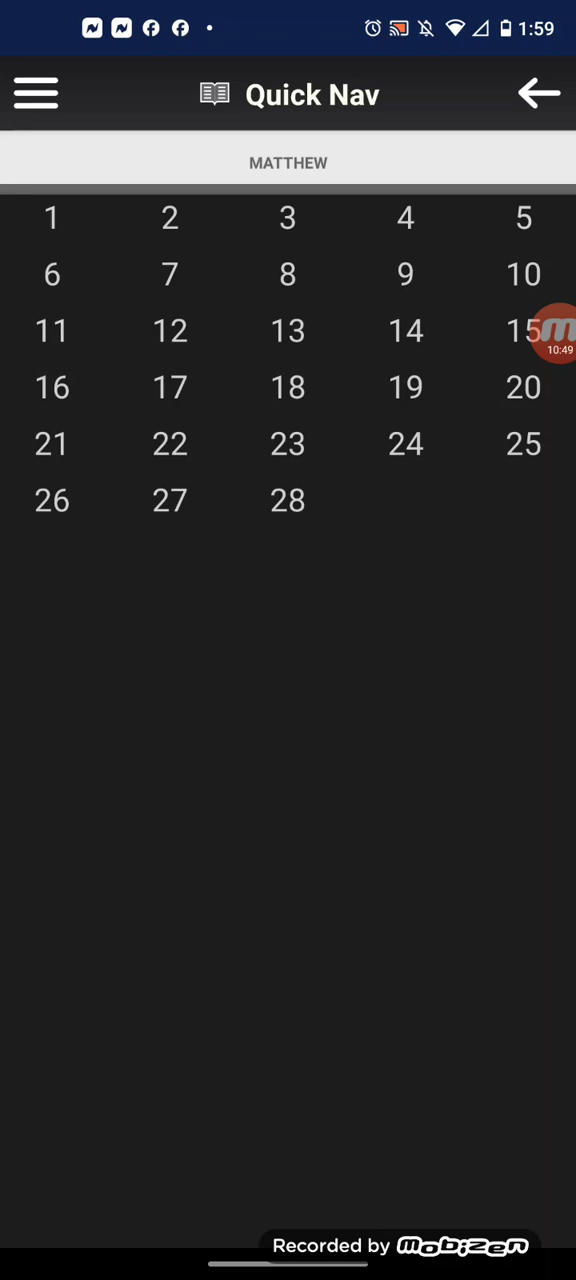 1:59
Quick Nav
MATTHEW
1 2 3 4 5
6 7 8 9 10
11 12 13 14 15
10:49
16 17 18 19 20
21 22 23 24 25
26 27 28
Recorded by mobizen